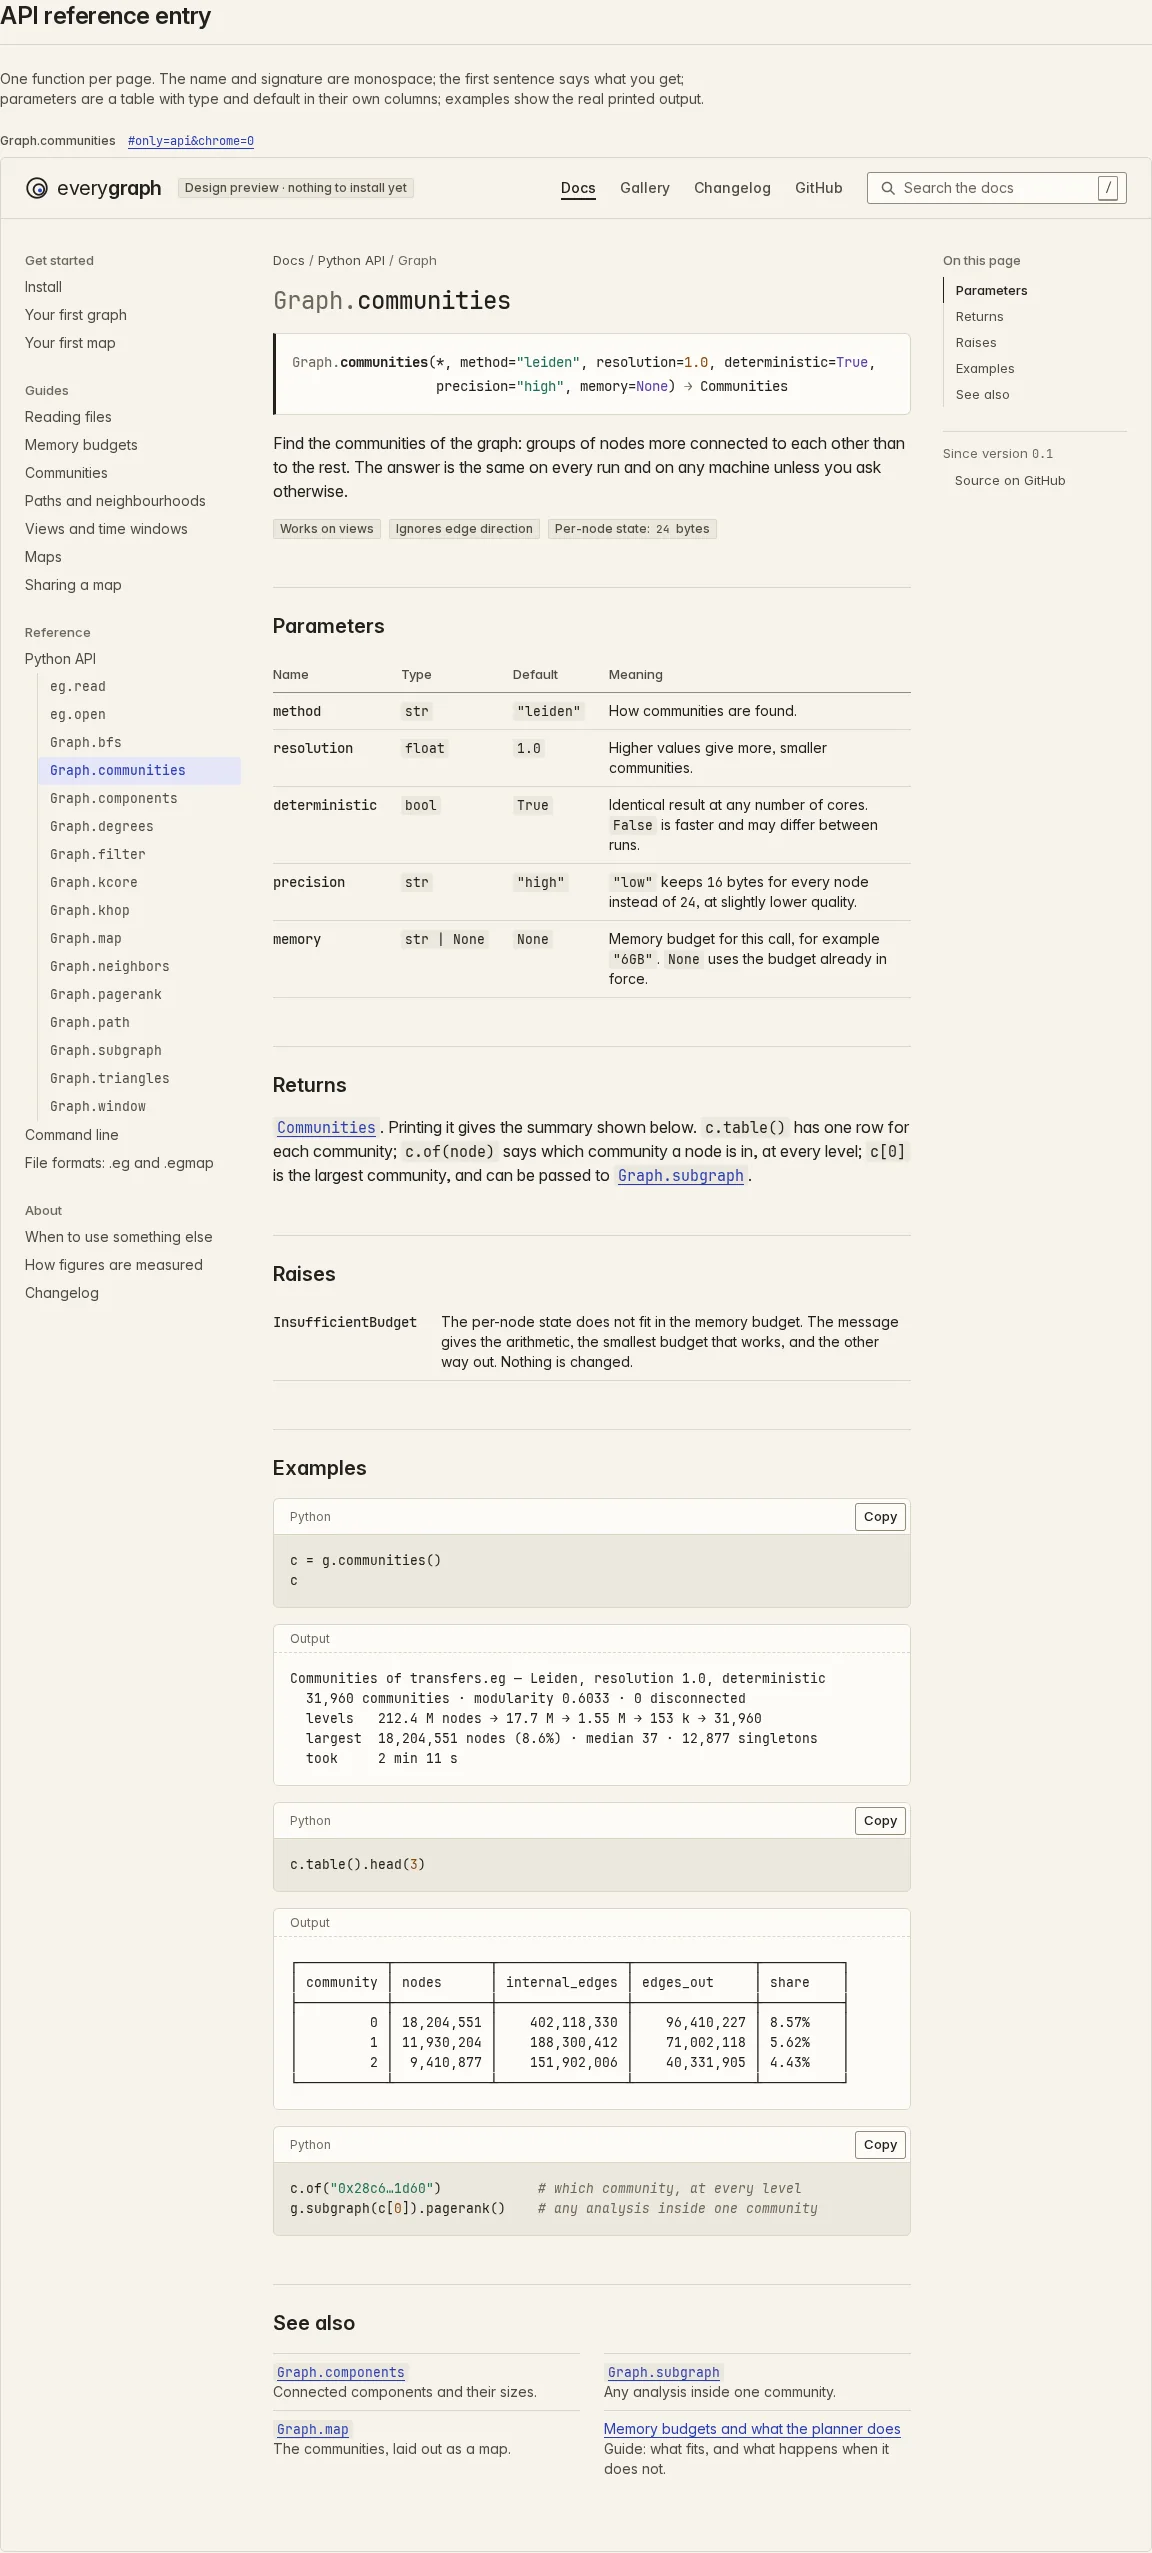 API reference entry
One function per page. The name and signature are monospace; the first sentence says what you get;
parameters are a table with type and default in their own columns; examples show the real printed output.
Graph.communities #only=api&chrome=0
everygraph Design preview · nothing to install yet Docs Gallery Changelog GitHub Search the docs /
Get started
Install
Your first graph
Your first map
Guides
Reading files
Memory budgets
Communities
Paths and neighbourhoods
Views and time windows
Maps
Sharing a map
Reference
Python API
eg.read
eg.open
Graph.bfs
Graph.communities
Graph.components
Graph.degrees
Graph.filter
Graph.kcore
Graph.khop
Graph.map
Graph.neighbors
Graph.pagerank
Graph.path
Graph.subgraph
Graph.triangles
Graph.window
Command line
File formats: .eg and .egmap
About
When to use something else
How figures are measured
Changelog
Docs / Python API / Graph
Graph.communities
Graph.communities(*, method="leiden", resolution=1.0, deterministic=True,
precision="high", memory=None) → Communities
Find the communities of the graph: groups of nodes more connected to each other than
to the rest. The answer is the same on every run and on any machine unless you ask
otherwise.
Works on views Ignores edge direction Per-node state: 24 bytes
Parameters
Name Type Default Meaning
method str "leiden" How communities are found.
resolution float 1.0 Higher values give more, smaller
communities.
deterministic bool True Identical result at any number of cores.
False is faster and may differ between
runs.
precision str "high" "low" keeps 16 bytes for every node
instead of 24, at slightly lower quality.
memory str | None None Memory budget for this call, for example
"6GB". None uses the budget already in
force.
Returns
Communities. Printing it gives the summary shown below. c.table() has one row for
each community; c.of(node) says which community a node is in, at every level; c[0]
is the largest community, and can be passed to Graph.subgraph.
Raises
InsufficientBudget The per-node state does not fit in the memory budget. The message
gives the arithmetic, the smallest budget that works, and the other
way out. Nothing is changed.
Examples
Python Copy
c = g.communities()
c
Output
Communities of transfers.eg — Leiden, resolution 1.0, deterministic
31,960 communities · modularity 0.6033 · 0 disconnected
levels 212.4 M nodes → 17.7 M → 1.55 M → 153 k → 31,960
largest 18,204,551 nodes (8.6%) · median 37 · 12,877 singletons
took 2 min 11 s
Python Copy
c.table().head(3)
Output
community nodes internal_edges edges_out share
0 18,204,551 402,118,330 96,410,227 8.57%
1 11,930,204 188,300,412 71,002,118 5.62%
2 9,410,877 151,902,006 40,331,905 4.43%
Python Copy
c.of("0x28c6…1d60") # which community, at every level
g.subgraph(c[0]).pagerank() # any analysis inside one community
See also
Graph.components
Connected components and their sizes.
Graph.subgraph
Any analysis inside one community.
Graph.map
The communities, laid out as a map.
Memory budgets and what the planner does
Guide: what fits, and what happens when it
does not.
On this page
Parameters
Returns
Raises
Examples
See also
Since version 0.1
Source on GitHub